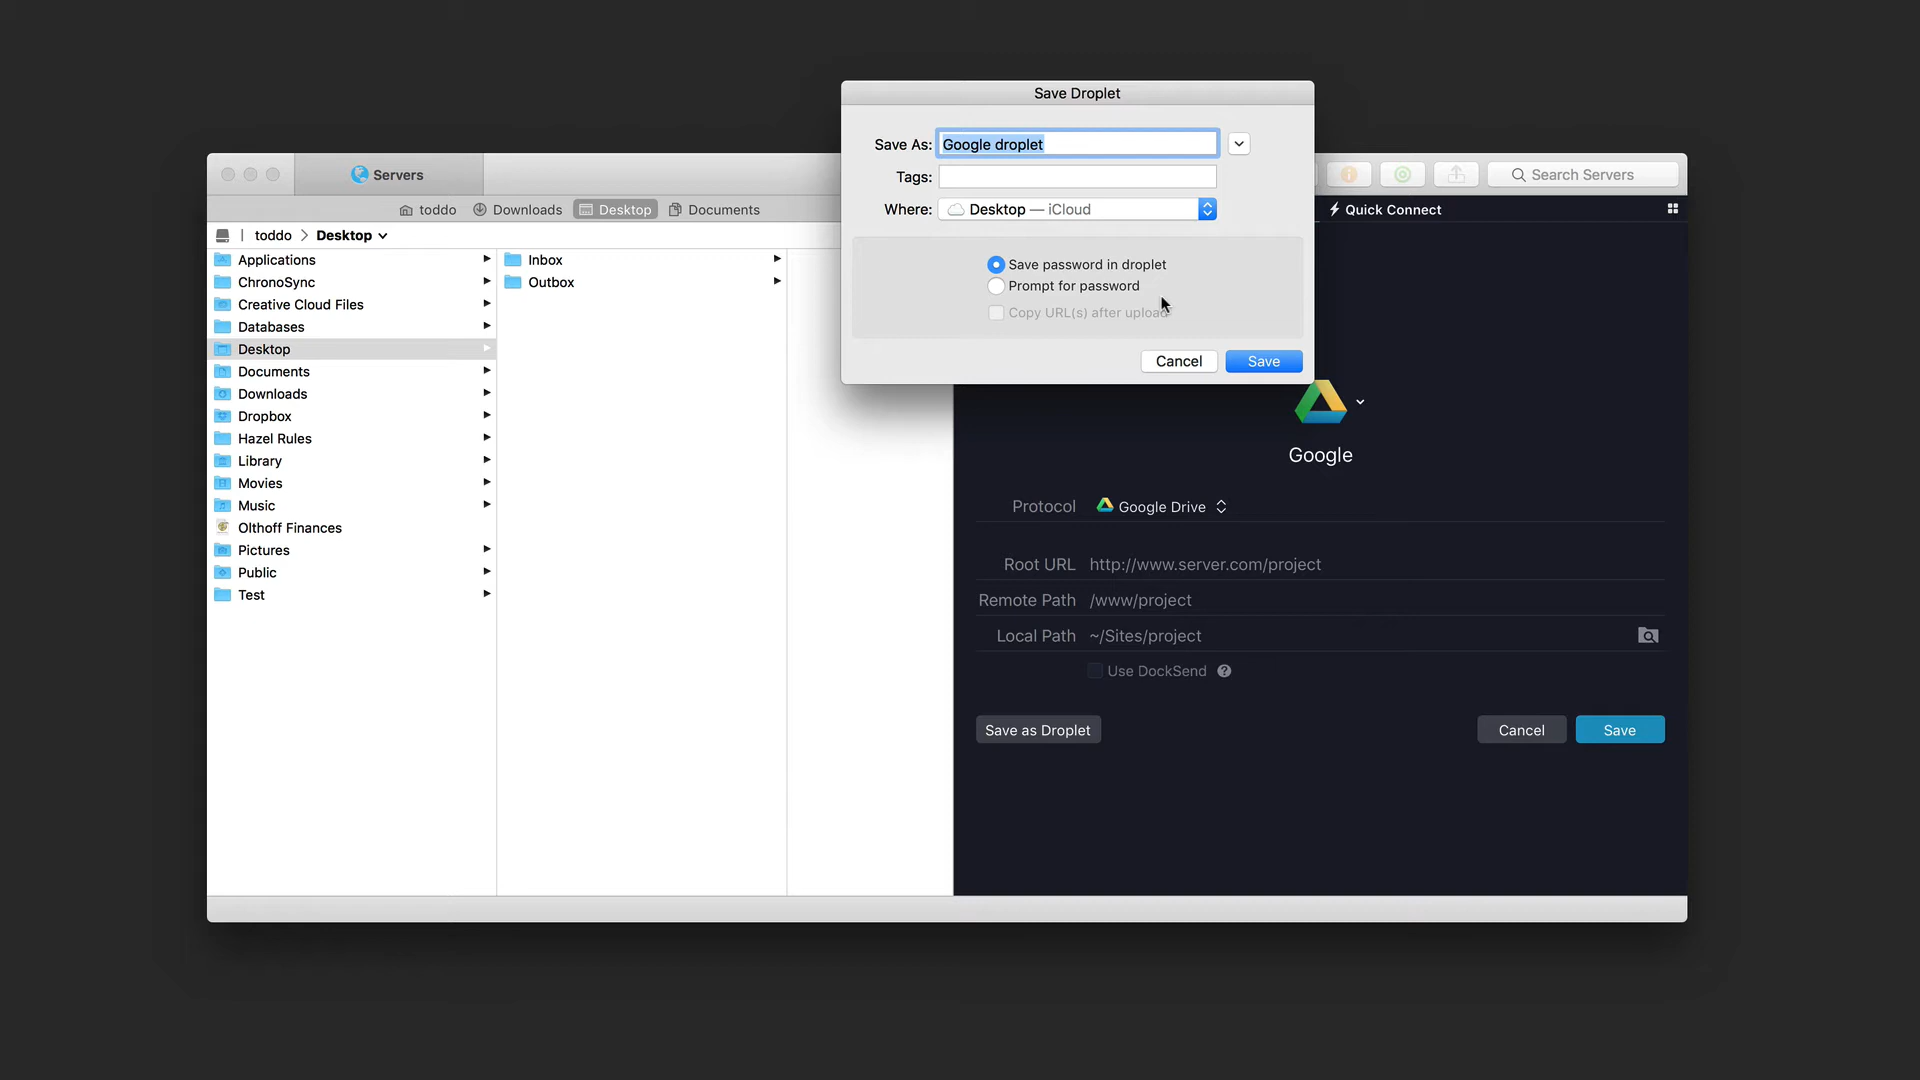 Save Droplet
Save As: Google droplet
Tags:
Where: Desktop — iCloud
Save password in droplet
Prompt for password
Copy URL(s) after upload
Cancel Save
Servers
Search Servers
toddo Downloads Desktop Documents
Quick Connect
toddo Desktop
Applications
ChronoSync
Creative Cloud Files
Databases
Desktop
Documents
Downloads
Dropbox
Hazel Rules
Library
Movies
Music
Olthoff Finances
Pictures
Public
Test
Inbox
Outbox
Google
Protocol Google Drive
Root URL http://www.server.com/project
Remote Path /www/project
Local Path ~/Sites/project
Use DockSend ?
Save as Droplet Cancel Save